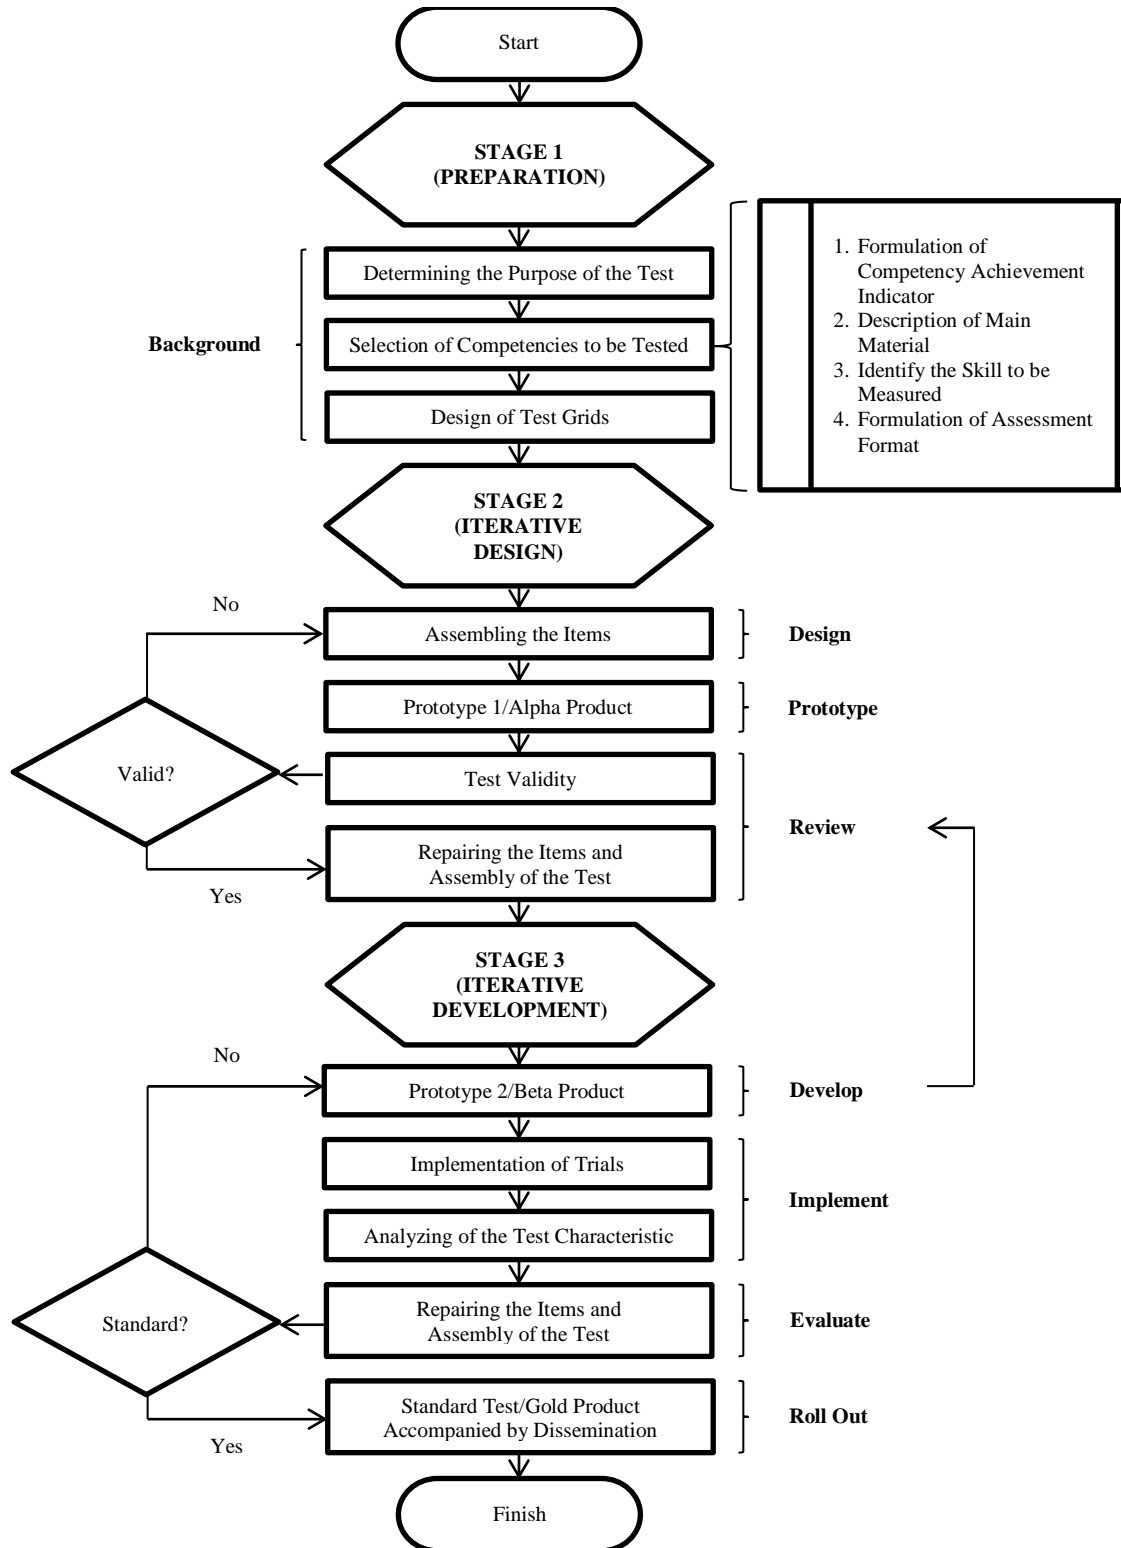 Start
STAGE 1
(PREPARATION)
Background
Determining the Purpose of the Test
Selection of Competencies to be Tested
Design of Test Grids
1. Formulation of
Competency Achievement
Indicator
2. Description of Main
Material
3. Identify the Skill to be
Measured
4. Formulation of Assessment
Format
STAGE 2
(ITERATIVE
DESIGN)
No
Assembling the Items
Design
Prototype 1/Alpha Product
Prototype
Valid?
Test Validity
Review
Repairing the Items and
Assembly of the Test
Yes
STAGE 3
(ITERATIVE
DEVELOPMENT)
No
Prototype 2/Beta Product
Develop
Implementation of Trials
Implement
Analyzing of the Test Characteristic
Standard?
Repairing the Items and
Assembly of the Test
Evaluate
Standard Test/Gold Product
Accompanied by Dissemination
Roll Out
Yes
Finish